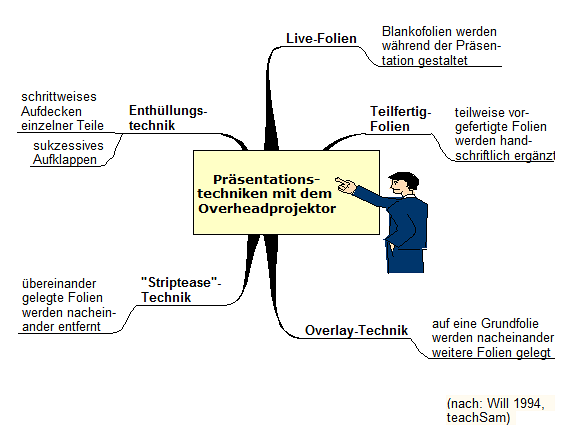 Live-Folien
Blankofolien werden
während der Präsen-
tation gestaltet
schrittweises
Aufdecken
einzelner Teile
Enthüllungs-
technik
sukzessives
Aufklappen
Teilfertig-
Folien
teilweise vor-
gefertigte Folien
werden hand-
schriftlich ergänzt
Präsentations-
techniken mit dem
Overheadprojektor
übereinander
gelegte Folien
werden nachein-
ander entfernt
"Striptease"-
Technik
Overlay-Technik
auf eine Grundfolie
werden nacheinander
weitere Folien gelegt
(nach: Will 1994,
teachSam)